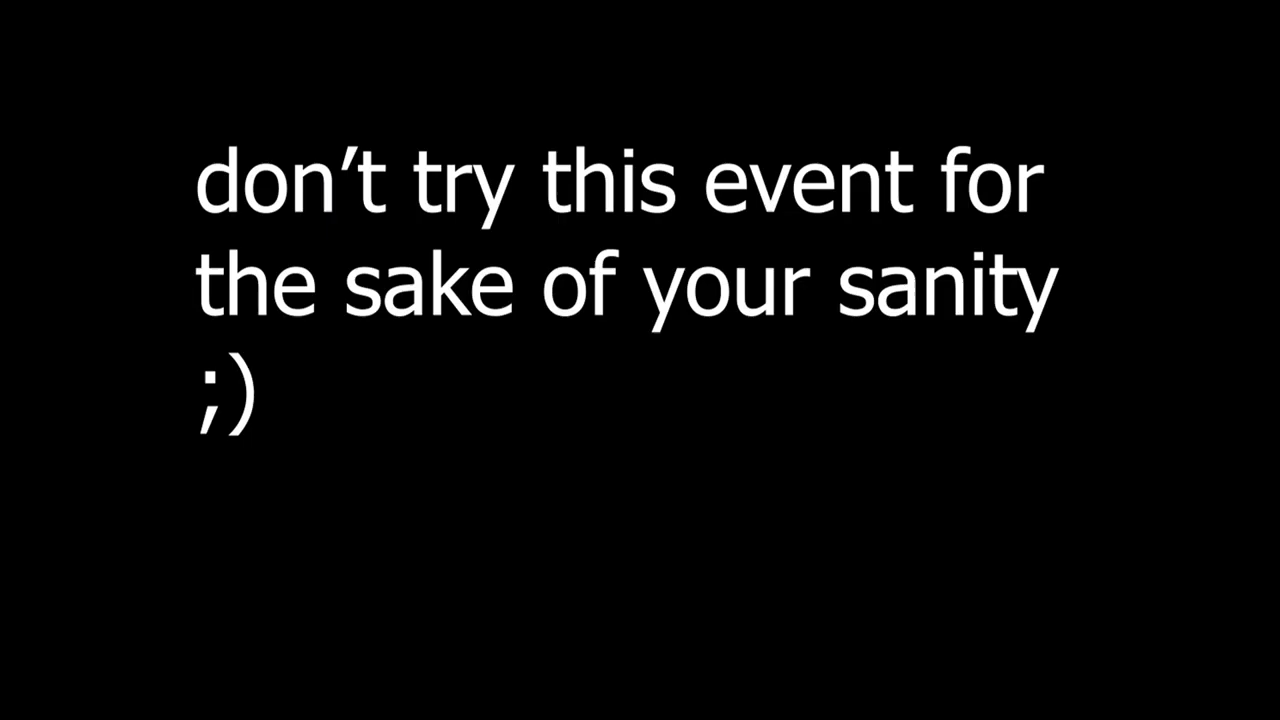 don’t try this event for
the sake of your sanity
;)